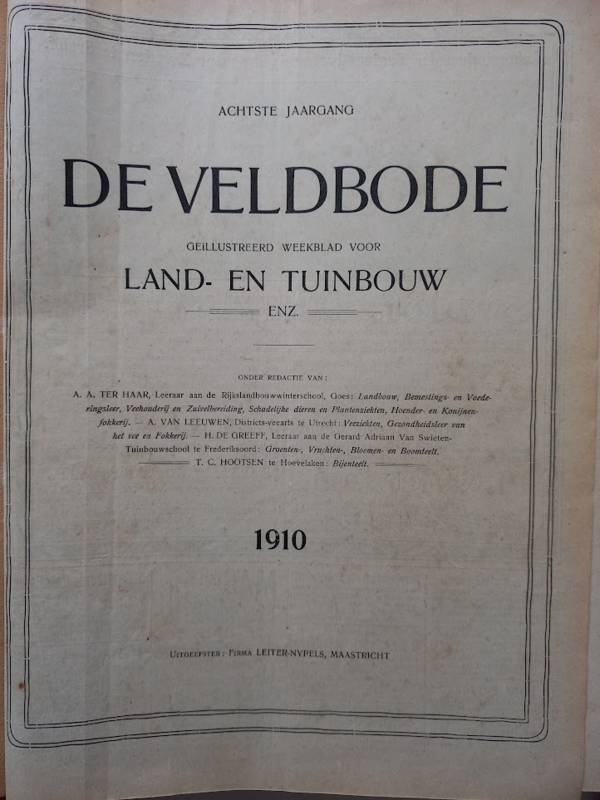 ACHTSTE JAARGANG
DE VELDBODE
GEÏLLUSTREERD WEEKBLAD VOOR
LAND- EN TUINBOUW
ENZ.
ONDER REDACTIE VAN:
A. A. TER HAAR, Leeraar aan de Rijkslandbouwwinterschool, Goes: Landbouw, Bemestings- en Voede-
ringsleer, Veehouderij en Zuivelbereiding, Schadelijke dieren en Plantenziekten, Hoender- en Konijnen-
fokkerij. — A. VAN LEEUWEN, Districts-veearts te Utrecht: Veeziekten, Gezondheidsleer van
het vee en Fokkerij. — H. DE GREEFF, Leeraar aan de Gerard Adriaan Van Swieten-
Tuinbouwschool te Frederiksoord: Groenten-, Vruchten-, Bloemen- en Boomteelt.
T. C. HOOTSEN te Hoevelaken: Bijenteelt.
1910
UITGEEFSTER: FIRMA LEITER-NYPELS, MAASTRICHT